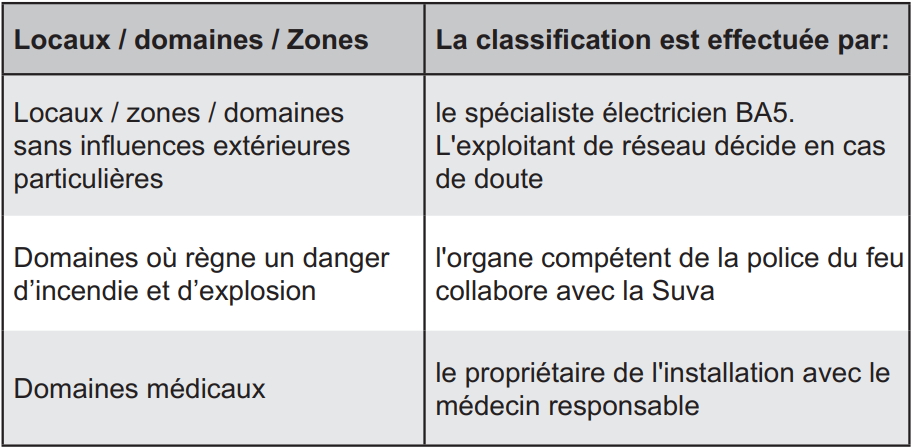 Locaux / domaines / Zones
La classification est effectuée par:
Locaux / zones / domaines
sans influences extérieures
particulières
le spécialiste électricien BA5.
L'exploitant de réseau décide en cas
de doute
Domaines où règne un danger
d’incendie et d’explosion
l'organe compétent de la police du feu
collabore avec la Suva
Domaines médicaux
le propriétaire de l'installation avec le
médecin responsable